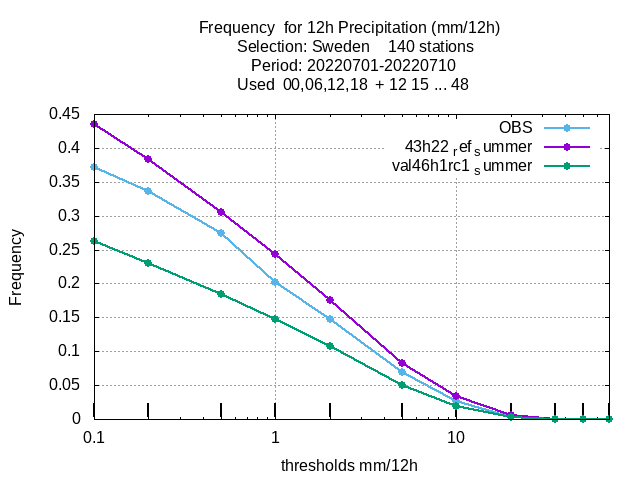 Frequency  for 12h Precipitation (mm/12h)
Selection: Sweden    140 stations
Period: 20220701-20220710
Used  00,06,12,18  + 12 15 ... 48
0.45
0.4
0.35
0.3
0.25
0.2
0.15
0.1
0.05
0
Frequency
OBS
43h22 ref summer
val46h1rc1 summer
0.1
1
10
thresholds mm/12h